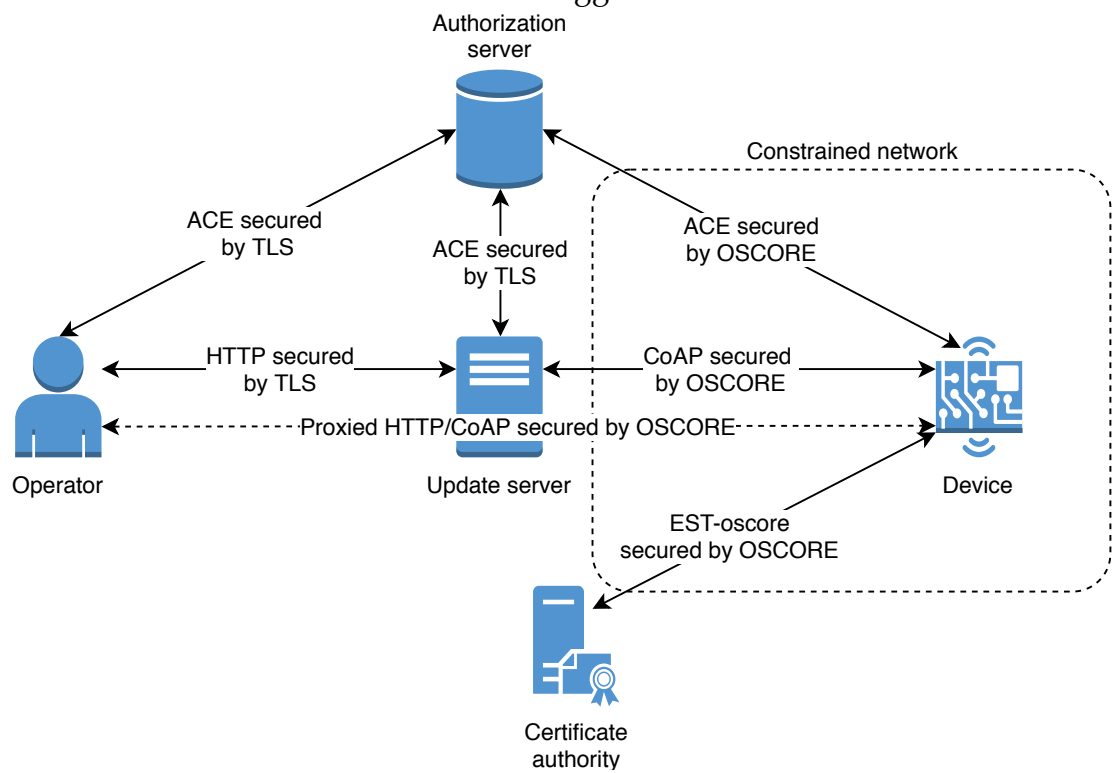 Authorization
server
Constrained network
ACE secured
by TLS
ACE secured
by TLS
ACE secured
by OSCORE
HTTP secured
by TLS
CoAP secured
by OSCORE
Proxied HTTP/CoAP secured by OSCORE
Operator
Update server
Device
EST-oscore
secured by OSCORE
Certificate
authority